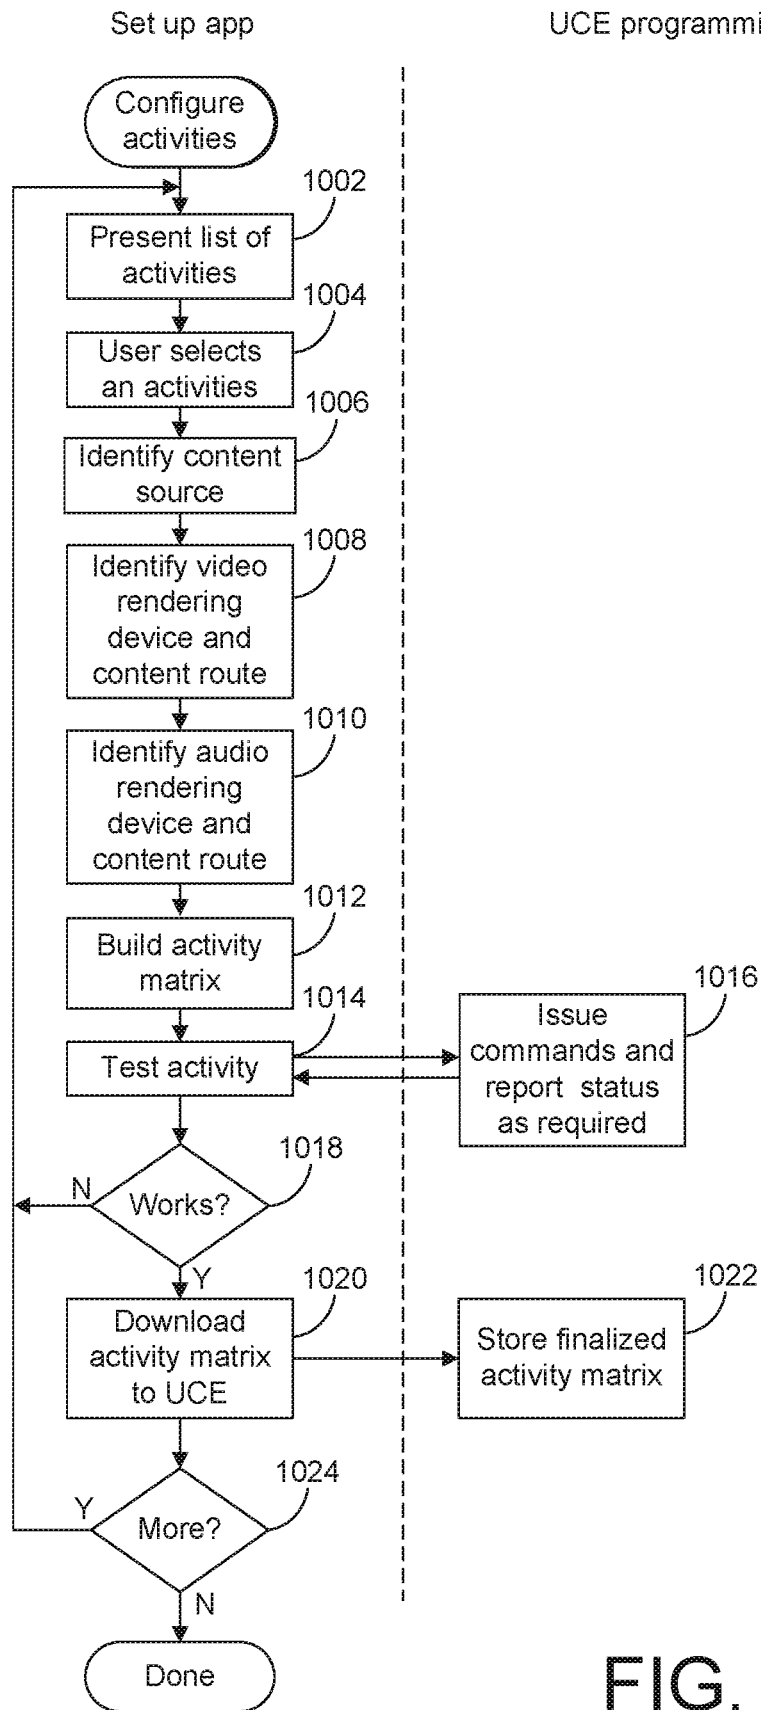 Set up app
UCE programmi
Configure
activities
1002
Present list of
activities
1004
User selects
an activities
1006
Identify content
source
1008
Identify video
rendering
device and
content route
1010
Identify audio
rendering
device and
content route
1012
Build activity
matrix
1014
Test activity
1016
Issue
commands and
report status
as required
1018
N
Works?
Y
1020
Download
activity matrix
to UCE
1022
Store finalized
activity matrix
1024
Y
More?
N
Done
FIG.